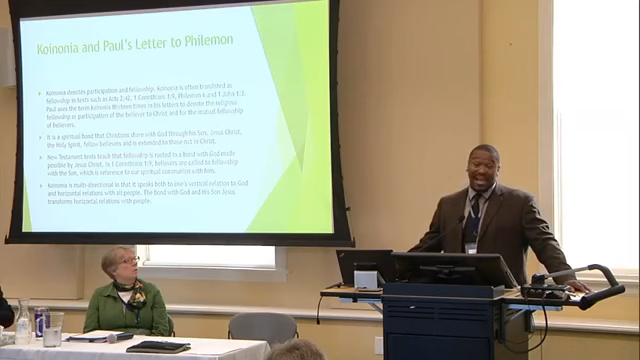 Koinonia and Paul's Letter to Philemon
Koinonia denotes participation and fellowship. Koinonia is often translated as
fellowship in texts such as Acts 2:42, 1 Corinthians 1:9, Philemon 6 and 1 John 1:3.
Paul uses the term koinonia thirteen times in his letters to denote the religious
fellowship as participation of the believer to Christ and for the mutual fellowship
of believers.
It is a spiritual bond that Christians share with God through his Son, Jesus Christ,
the Holy Spirit, fellow believers and is extended to those not in Christ.
New Testament texts teach that fellowship is rooted in a bond with God made
possible by Jesus Christ. In 1 Corinthians 1:9, believers are called to fellowship
with the Son, which is reference to our spiritual communion with him.
Koinonia is multi-directional in that it speaks both to one's vertical relation to God
and horizontal relations with all people. The bond with God and his Son Jesus
transforms horizontal relations with people.